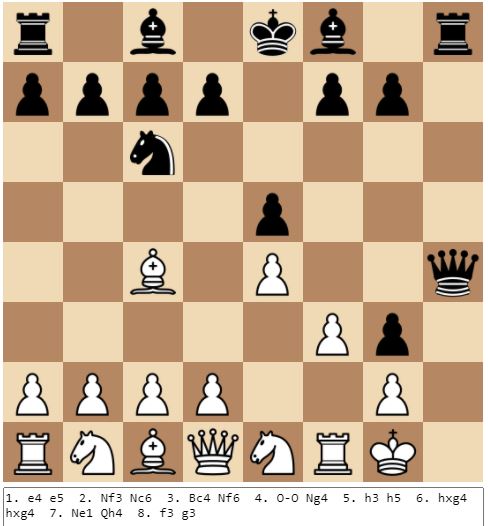 1. e4 e5  2. Nf3 Nc6  3. Bc4 Nf6  4. O-O Ng4  5. h3 h5  6. hxg4
hxg4  7. Ne1 Qh4  8. f3 g3